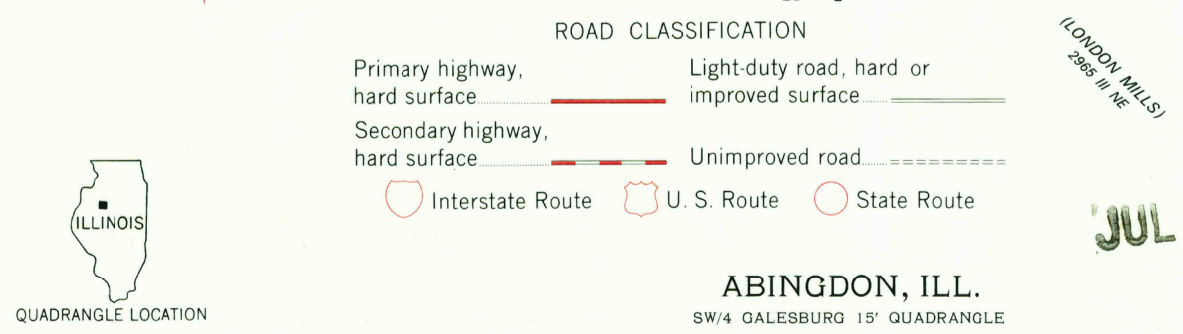 ROAD CLASSIFICATION
Primary highway,
hard surface
Light-duty road, hard or
improved surface
Secondary highway,
hard surface
Unimproved road
Interstate Route
U. S. Route
State Route
(LONDON MILLS)
2965 III NE
ILLINOIS
QUADRANGLE LOCATION
JUL
ABINGDON, ILL.
SW/4 GALESBURG 15' QUADRANGLE